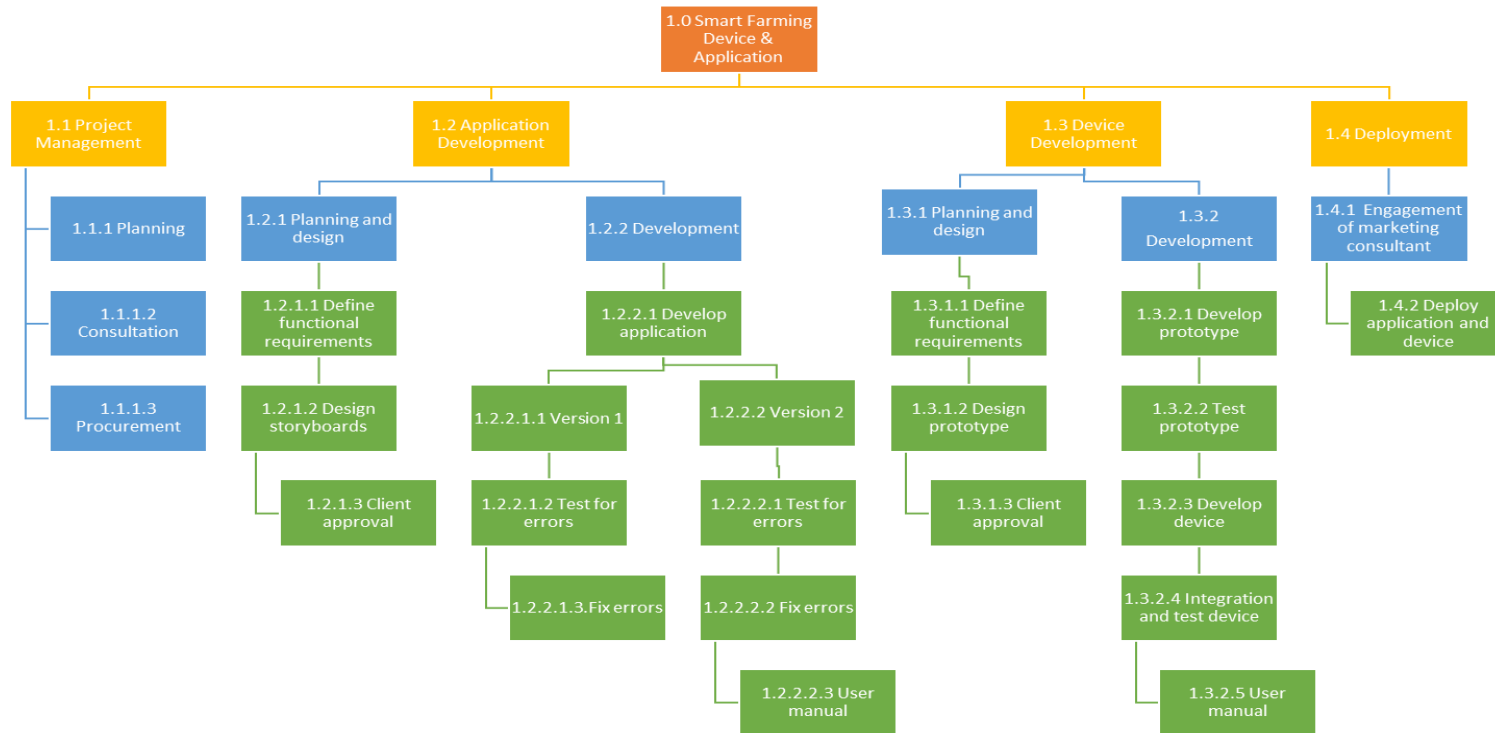 1.0 Smart Farming
Device &
Application
1.1 Project
Management
1.2 Application
Development
1.3 Device
Development
1.4 Deployment
1.1.1 Planning
1.2.1 Planning and
design
1.2.2 Development
1.3.1 Planning and
design
1.3.2
Development
1.4.1 Engagement
of marketing
consultant
1.1.1.2
Consultation
1.2.1.1 Define
functional
requirements
1.2.2.1 Develop
application
1.3.1.1 Define
functional
requirements
1.3.2.1 Develop
prototype
1.4.2 Deploy
application and
device
1.1.1.3
Procurement
1.2.1.2 Design
storyboards
1.2.2.1.1 Version 1
1.2.2.2 Version 2
1.3.1.2 Design
prototype
1.3.2.2 Test
prototype
1.2.1.3 Client
approval
1.2.2.1.2 Test for
errors
1.2.2.2.1 Test for
errors
1.3.1.3 Client
approval
1.3.2.3 Develop
device
1.2.2.1.3.Fix errors
1.2.2.2.2 Fix errors
1.3.2.4 Integration
and test device
1.2.2.2.3 User
manual
1.3.2.5 User
manual